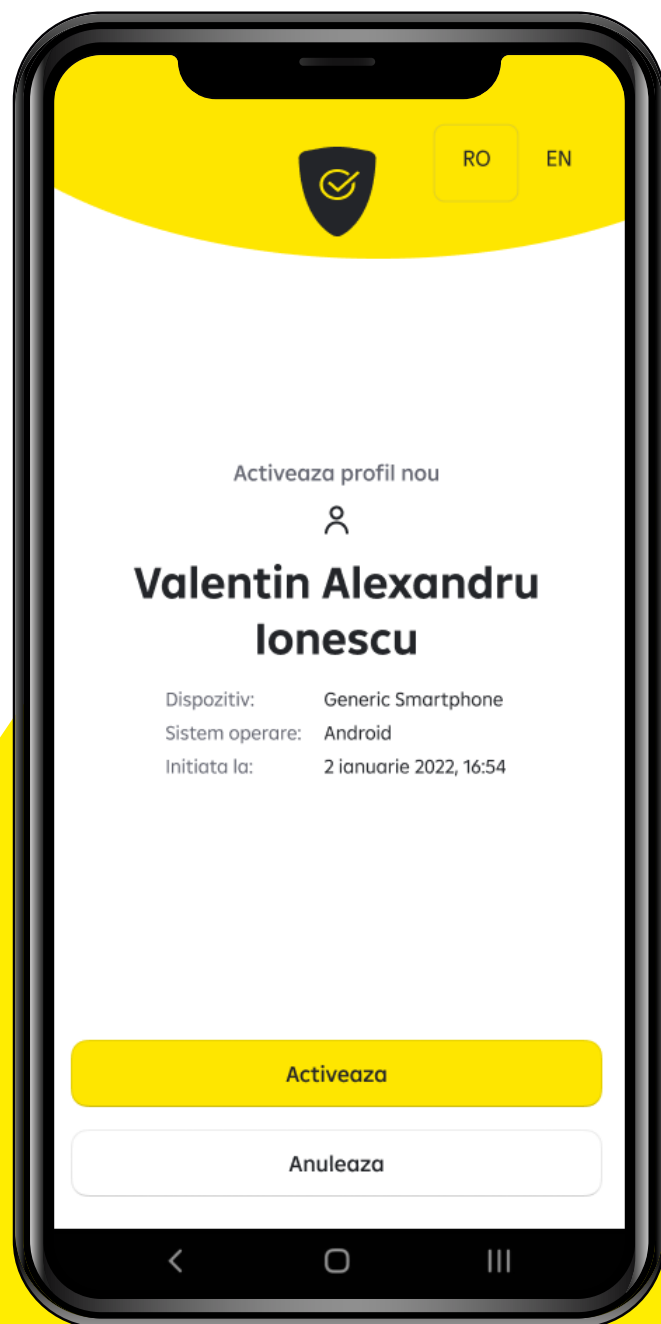 RO EN
Activeaza profil nou
Valentin Alexandru
Ionescu
Dispozitiv: Generic Smartphone
Sistem operare: Android
Initiata la: 2 ianuarie 2022, 16:54
Activeaza
Anuleaza